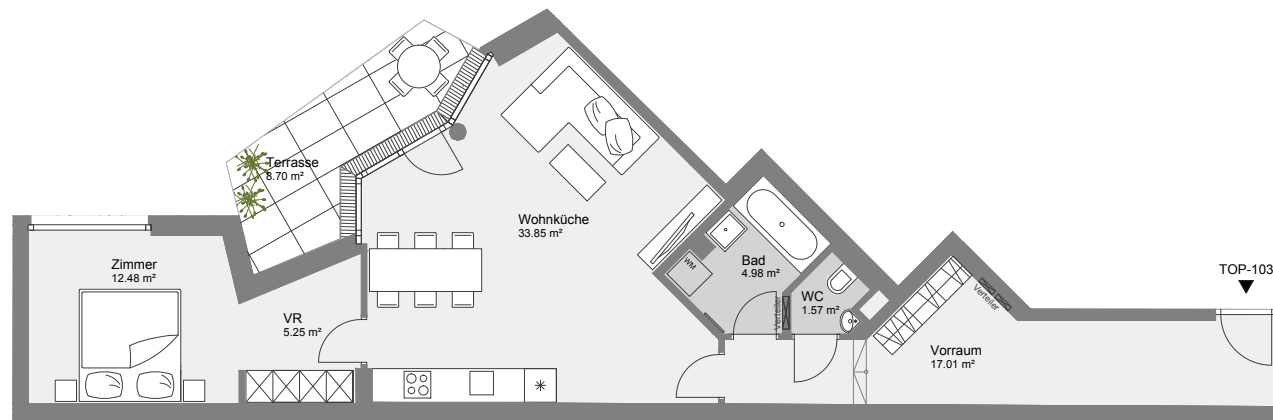 TOP-103
Terrasse
8.70 m²
Wohnküche
33.85 m²
Zimmer
12.48 m²
VR
5.25 m²
WM
Bad
4.98 m²
Verteiler
WC
1.57 m²
Verteiler
Vorraum
17.01 m²